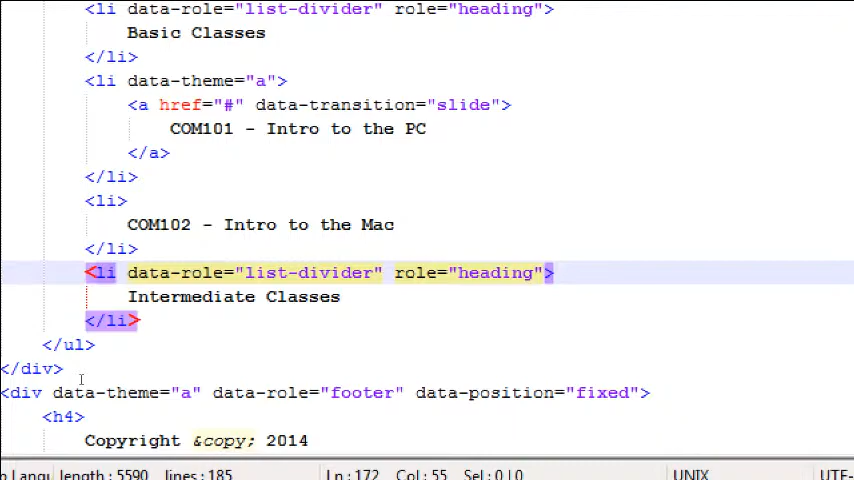 <li data-role="list-divider" role="heading">
Basic Classes
</li>
<li data-theme="a">
<a href="#" data-transition="slide">
COM101 - Intro to the PC
</a>
</li>
<li>
COM102 - Intro to the Mac
</li>
<li data-role="list-divider" role="heading">
Intermediate Classes
</li>
</ul>
</div>
<div data-theme="a" data-role="footer" data-position="fixed">
<h4>
Copyright &copy; 2014
length : 5590 lines : 185 Ln : 172 Col : 55 Sel : 0 | 0 UNIX UTF-